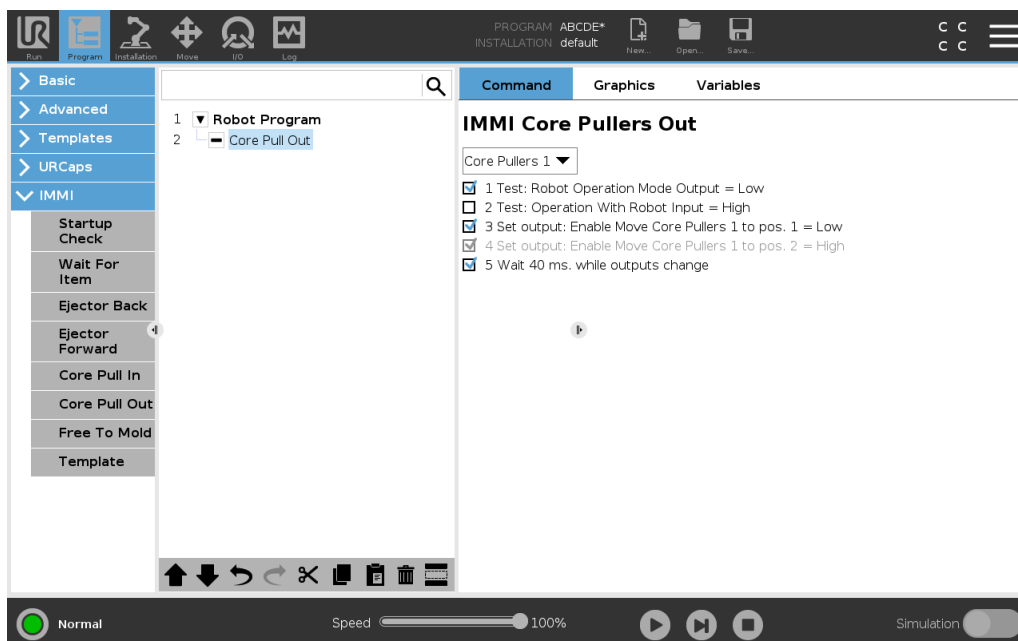 PROGRAM ABCDE*
INSTALLATION default
Run
Program
Installation
Move
I/O
Log
New...
Open...
Save...
C C
C C
Basic
Advanced
Templates
URCaps
IMMI
Startup
Check
Wait For
Item
Ejector Back
Ejector
Forward
Core Pull In
Core Pull Out
Free To Mold
Template
1 Robot Program
2 Core Pull Out
Command Graphics Variables
IMMI Core Pullers Out
Core Pullers 1
1 Test: Robot Operation Mode Output = Low
2 Test: Operation With Robot Input = High
3 Set output: Enable Move Core Pullers 1 to pos. 1 = Low
4 Set output: Enable Move Core Pullers 1 to pos. 2 = High
5 Wait 40 ms. while outputs change
Normal
Speed 100%
Simulation